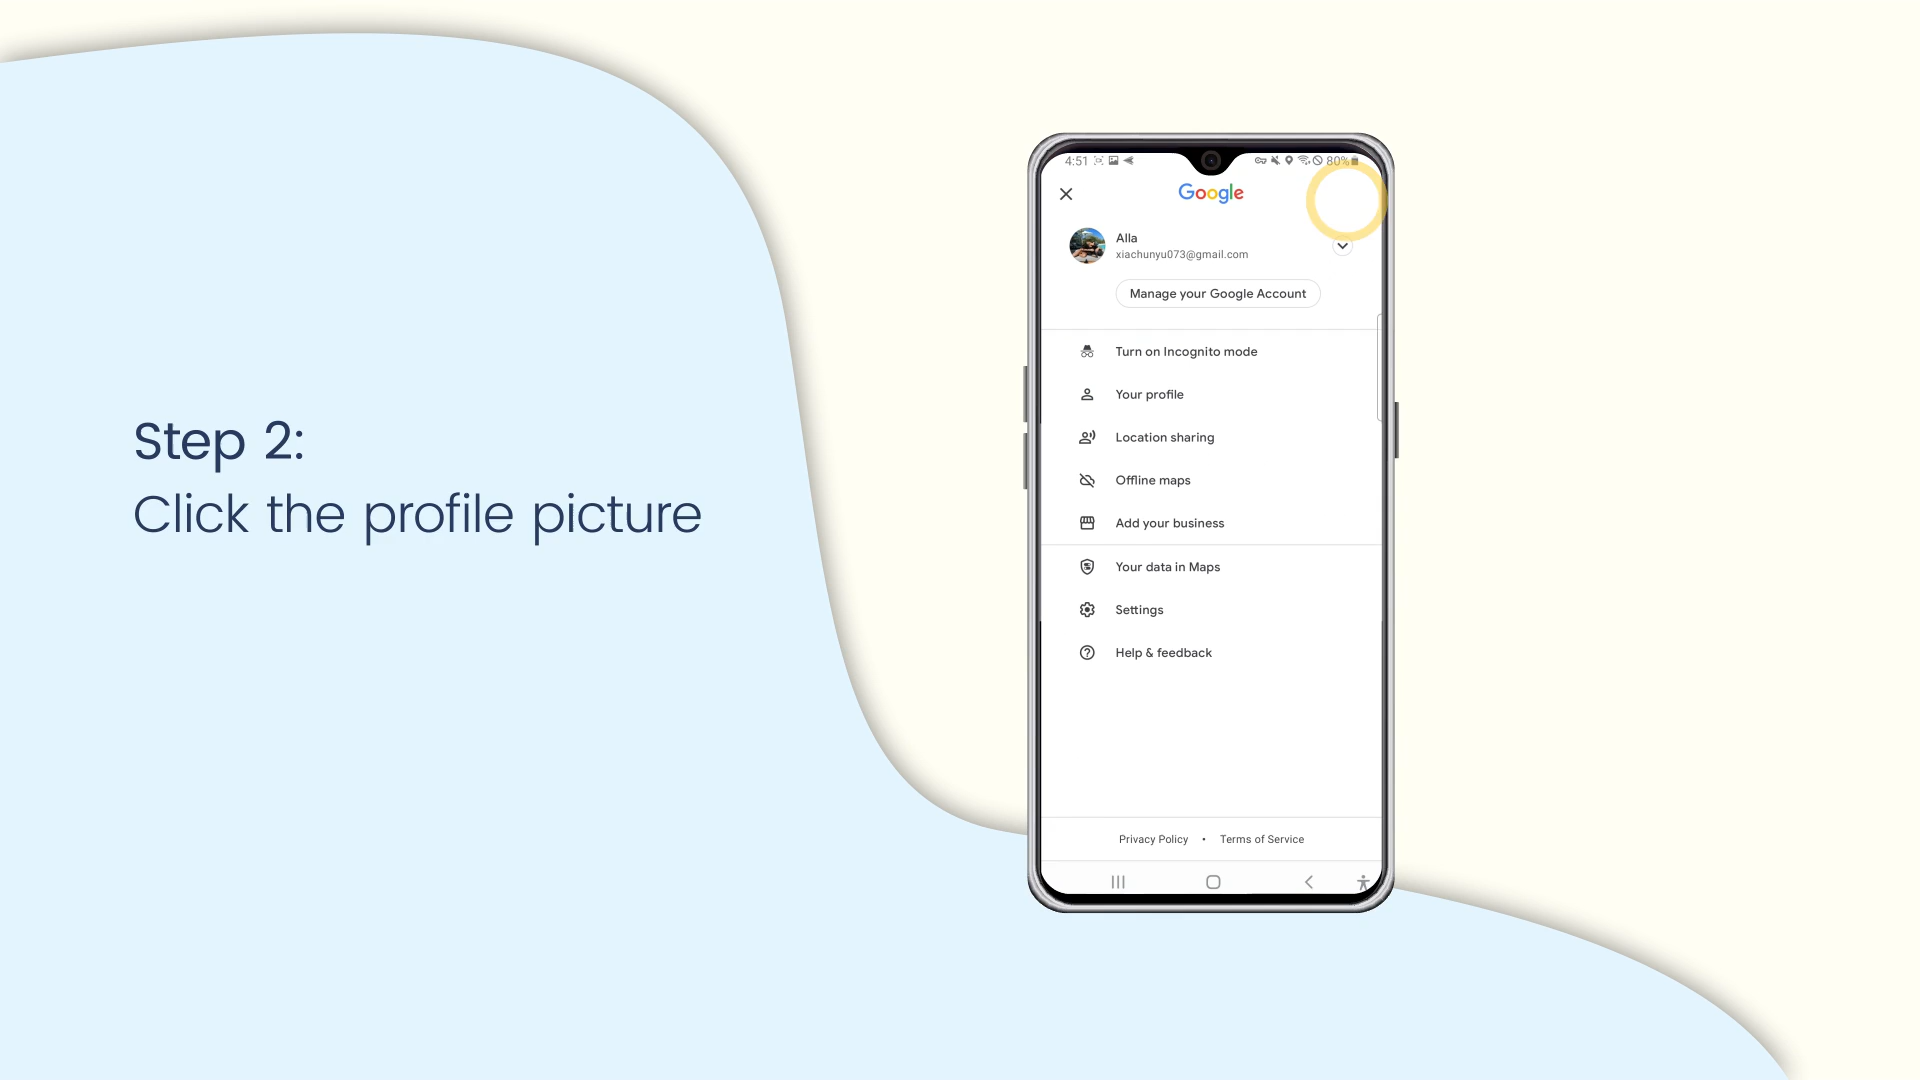 Step 2:
Click the profile picture
4:51
80%
Google
Alla
xiachunyu073@gmail.com
Manage your Google Account
Turn on Incognito mode
Your profile
Location sharing
Offline maps
Add your business
Your data in Maps
Settings
Help & feedback
Privacy Policy • Terms of Service